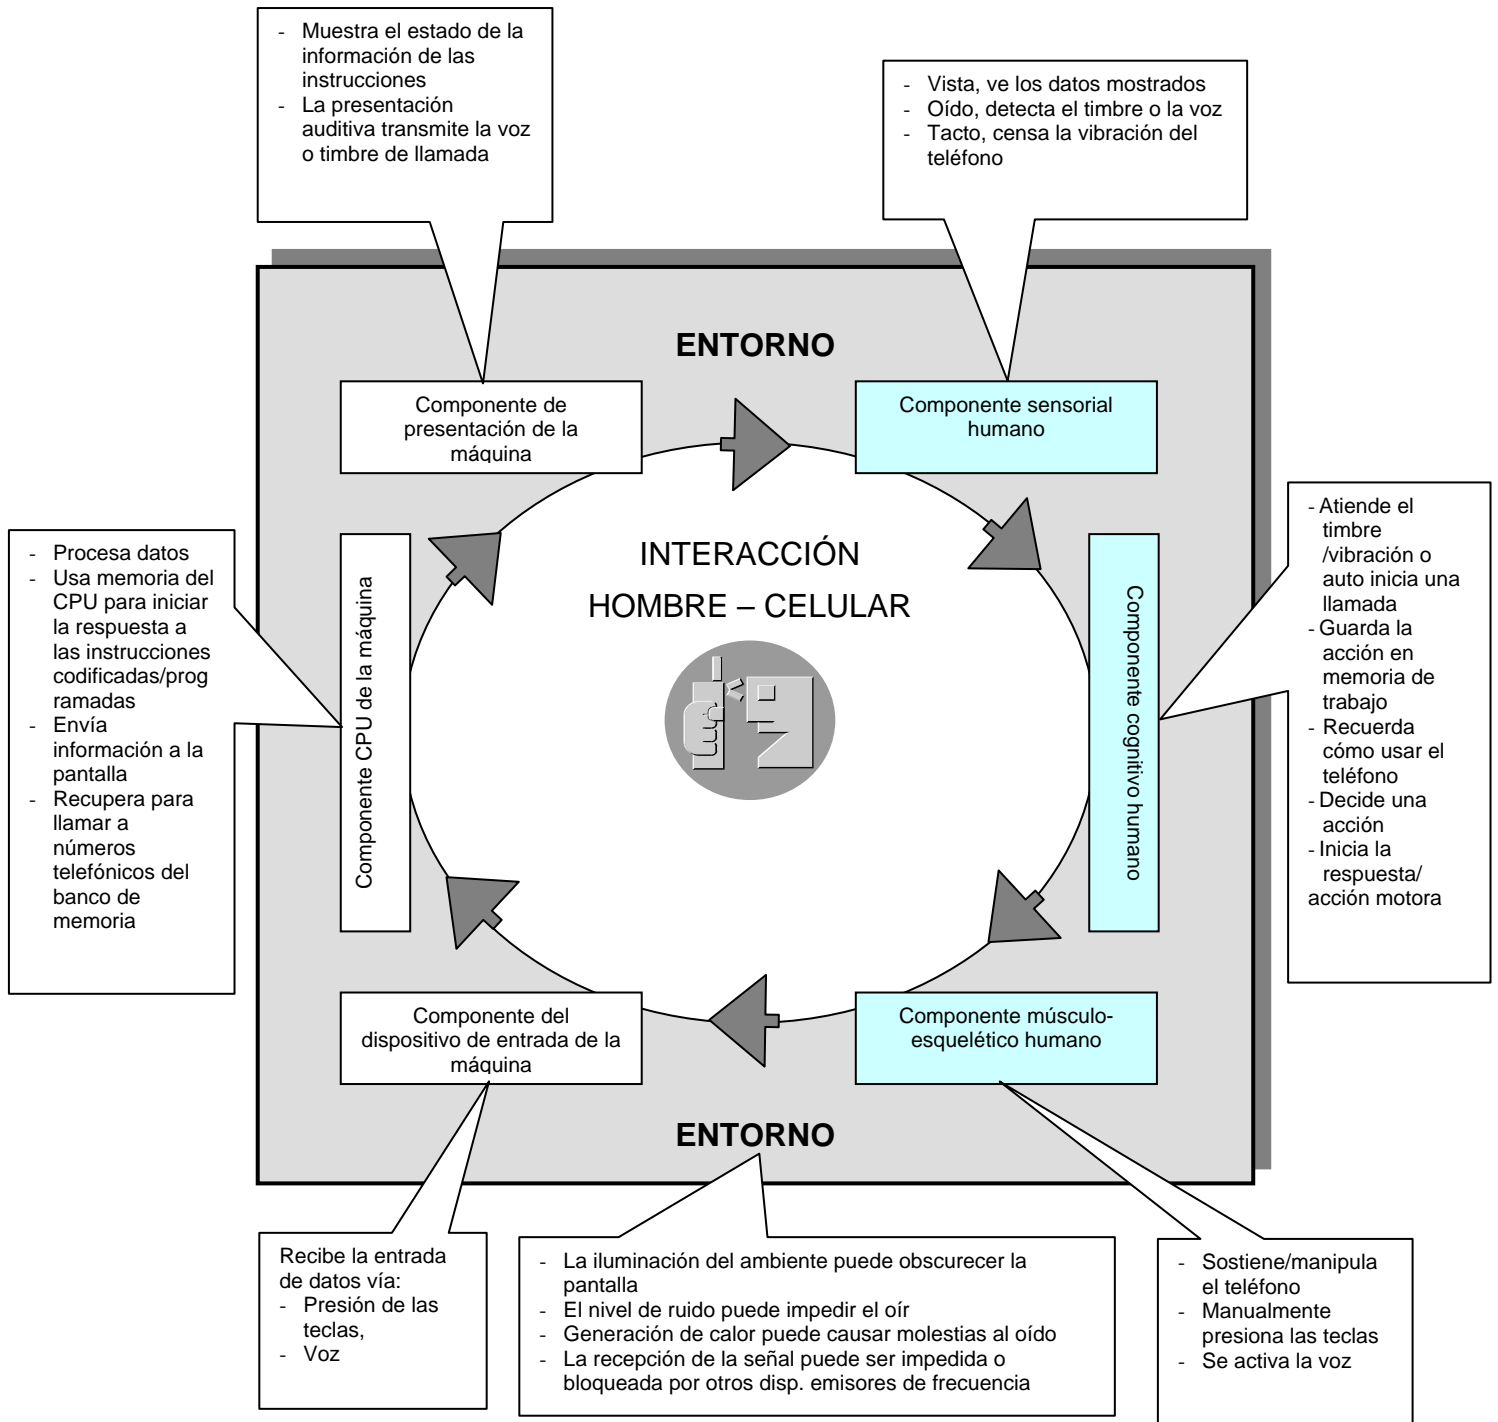 - Muestra el estado de la
información de las
instrucciones
- La presentación
auditiva transmite la voz
o timbre de llamada
- Vista, ve los datos mostrados
- Oído, detecta el timbre o la voz
- Tacto, censa la vibración del
teléfono
ENTORNO
Componente de
presentación de la
máquina
Componente sensorial
humano
- Procesa datos
- Usa memoria del
CPU para iniciar
la respuesta a
las instrucciones
codificadas/prog
ramadas
- Envía
información a la
pantalla
- Recupera para
llamar a
números
telefónicos del
banco de
memoria
Componente CPU de la máquina
INTERACCIÓN
HOMBRE – CELULAR
Componente cognitivo humano
- Atiende el
timbre
/vibración o
auto inicia una
llamada
- Guarda la
acción en
memoria de
trabajo
- Recuerda
cómo usar el
teléfono
- Decide una
acción
- Inicia la
respuesta/
acción motora
Componente del
dispositivo de entrada de la
máquina
Componente músculo-
esquelético humano
ENTORNO
Recibe la entrada
de datos vía:
- Presión de las
teclas,
- Voz
- La iluminación del ambiente puede obscurecer la
pantalla
- El nivel de ruido puede impedir el oír
- Generación de calor puede causar molestias al oído
- La recepción de la señal puede ser impedida o
bloqueada por otros disp. emisores de frecuencia
- Sostiene/manipula
el teléfono
- Manualmente
presiona las teclas
- Se activa la voz